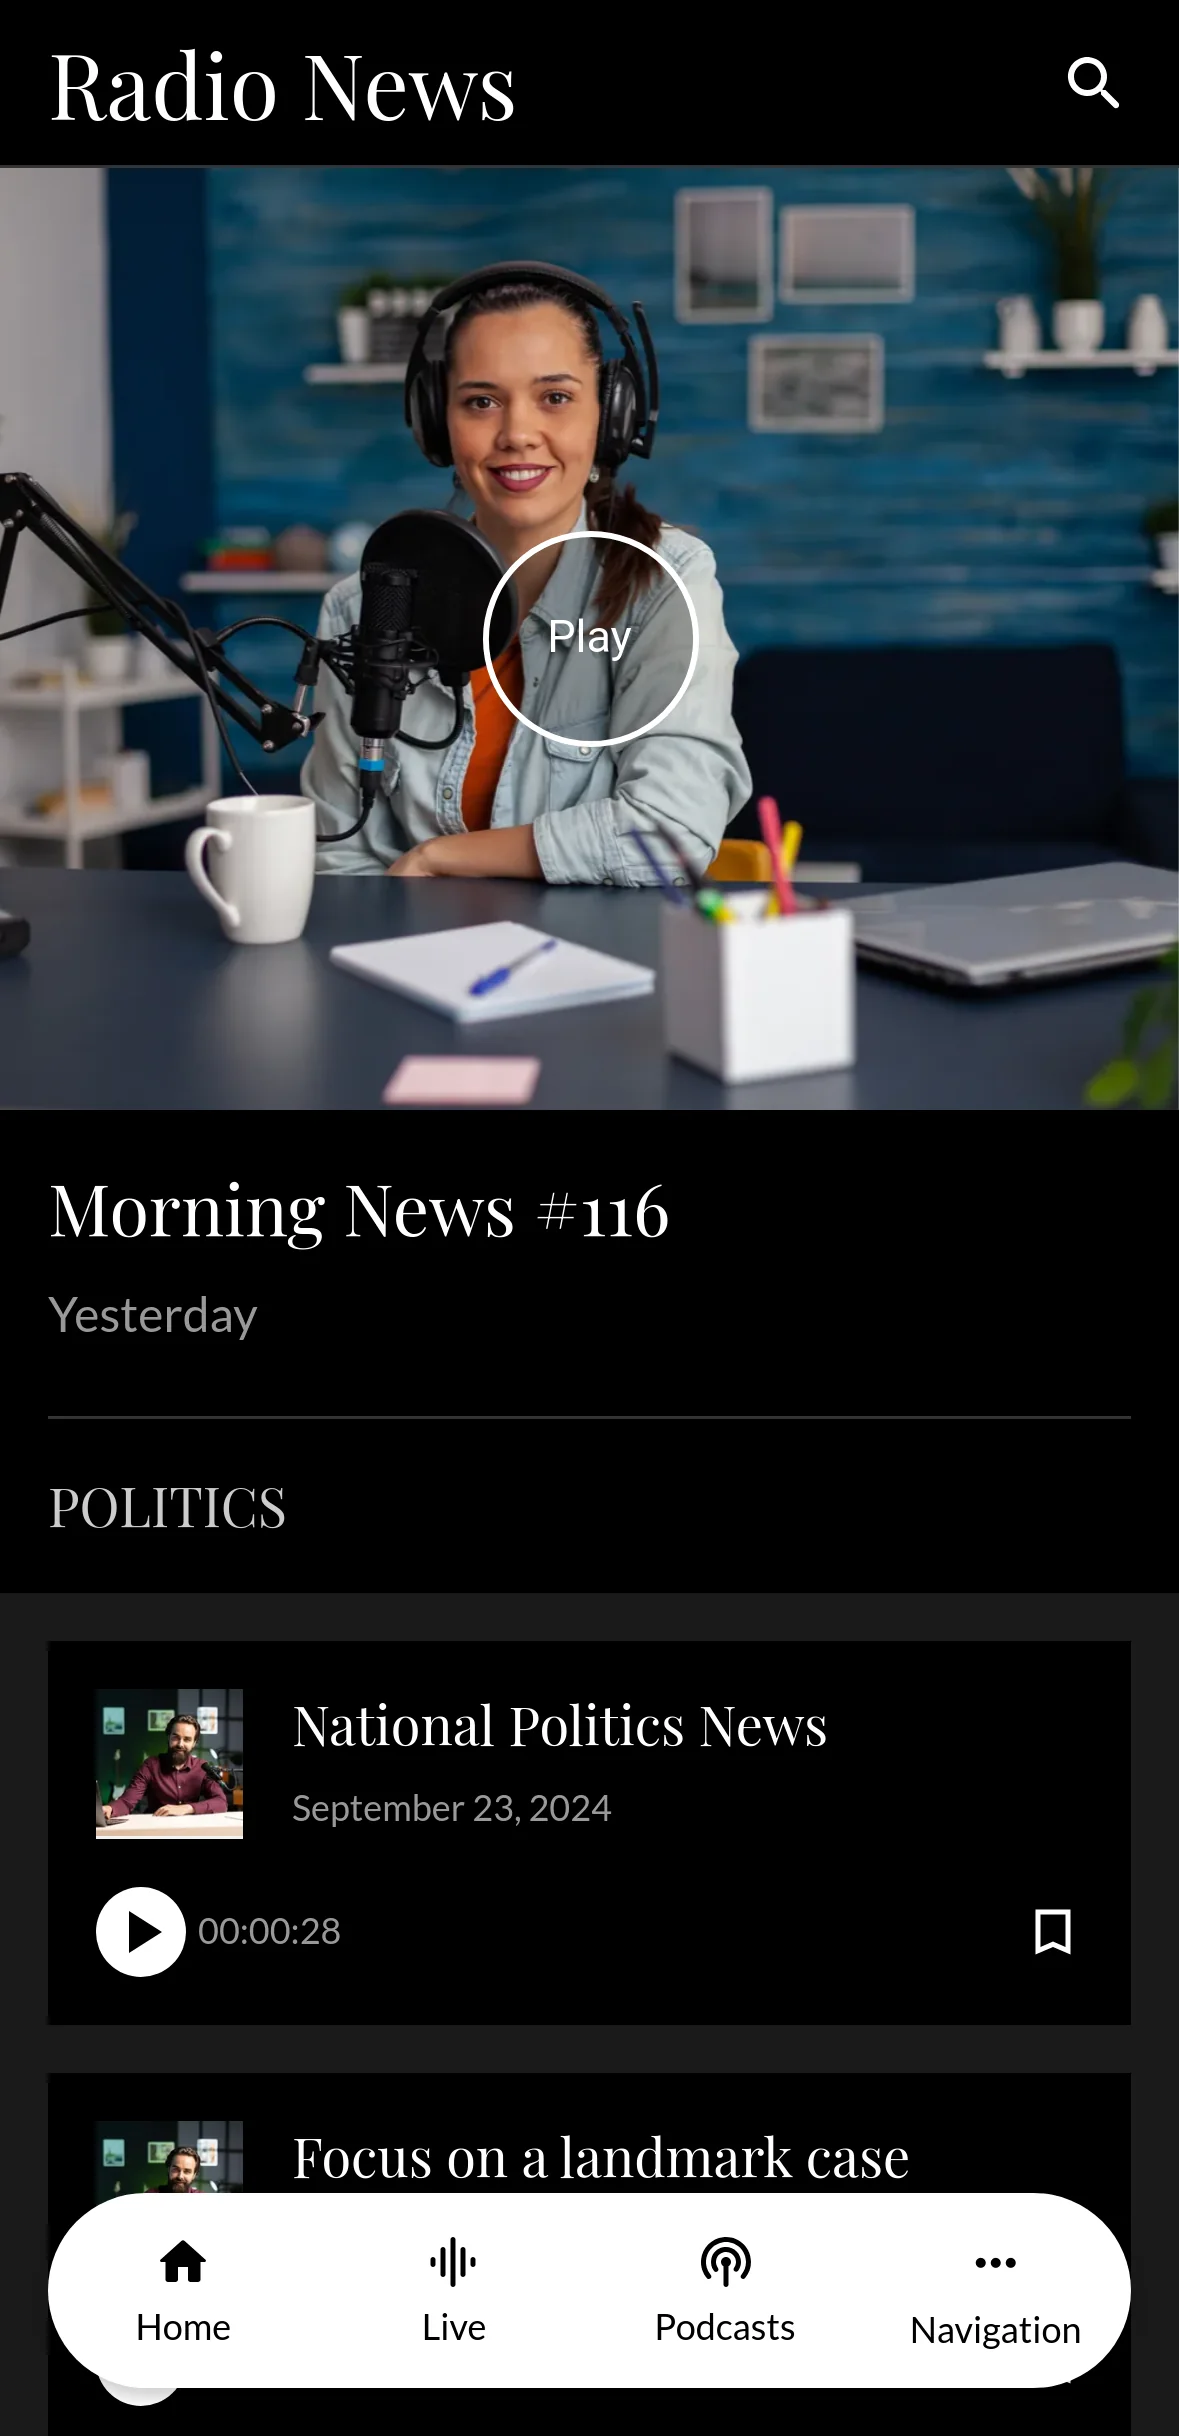 Radio News
Play
Morning News #116
Yesterday
POLITICS
National Politics News
September 23, 2024
00:00:28
Focus on a landmark case
Home
Live
Podcasts
Navigation